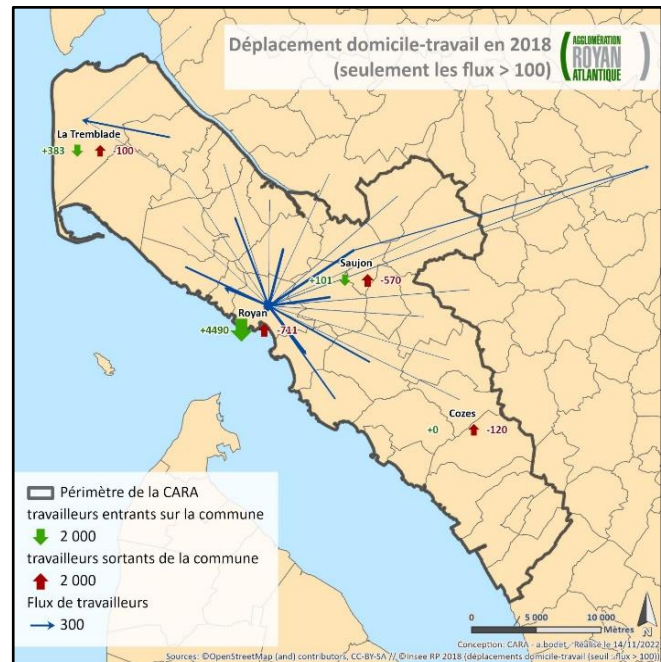 Déplacement domicile-travail en 2018
(seulement les flux > 100)
AGGLOMÉRATION
ROYAN
ATLANTIQUE
La Tremblade
+383 -100
Saujon
+101 -570
Royan
+4490 -711
Cozes
+0 -120
Périmètre de la CARA
travailleurs entrants sur la commune
2 000
travailleurs sortants de la commune
2 000
Flux de travailleurs
300
0 5 000 10 000
Mètres
N
Conception: CARA - a.bodet, Réalisé le 14/11/2022
Sources: ©OpenStreetMap (and) contributors, CC-BY-SA // ©Insee RP 2018 (déplacements domicile-travail (seuil : flux > 100))